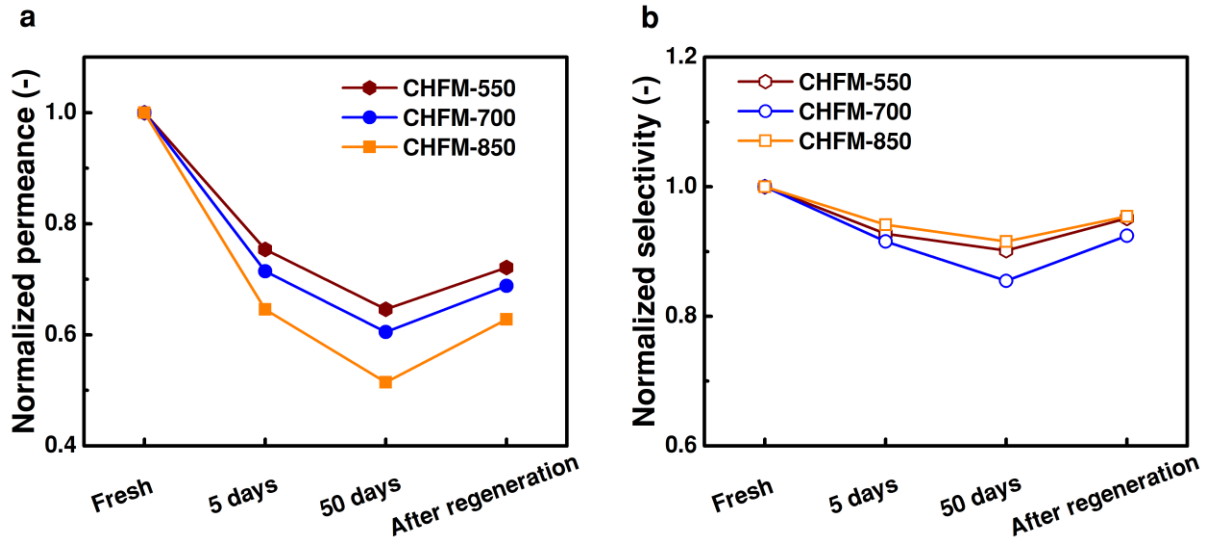 a
Normalized permeance (-)
1.0
0.8
0.6
0.4
CHFM-550
CHFM-700
CHFM-850
Fresh
5 days
50 days
After regeneration
b
Normalized selectivity (-)
1.2
1.0
0.8
0.6
CHFM-550
CHFM-700
CHFM-850
Fresh
5 days
50 days
After regeneration